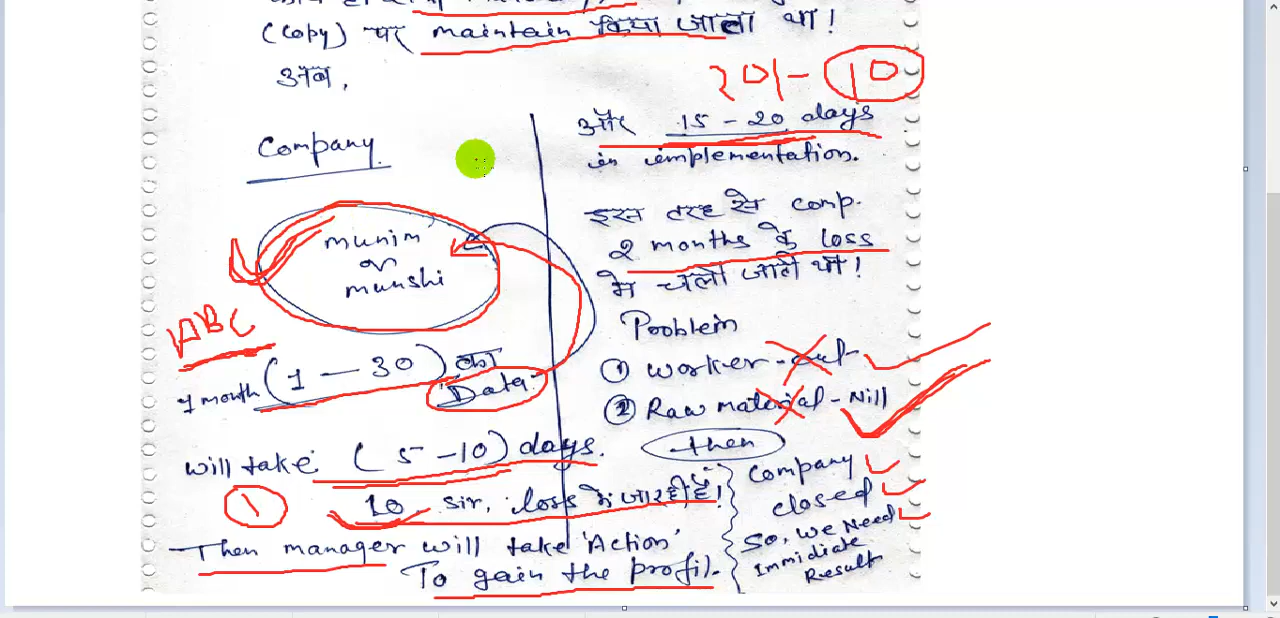 (copy) पर maintain किया जाता था!
अब,
Company
munim
or
munshi
ABC
1 month (1 – 30) का
Data
will take (5 – 10) days.
1
10 sir, loss में जा रही है!
Then manager will take 'Action'
To gain the profit.
20/- 10
और 15 – 20 days
in implementation.
इस तरह से comp.
2 months के loss
में चली जाती थी!
Problem
① Worker - out
② Raw material - Nill
then
Company
closed
So, we Need
Immidiate
Result